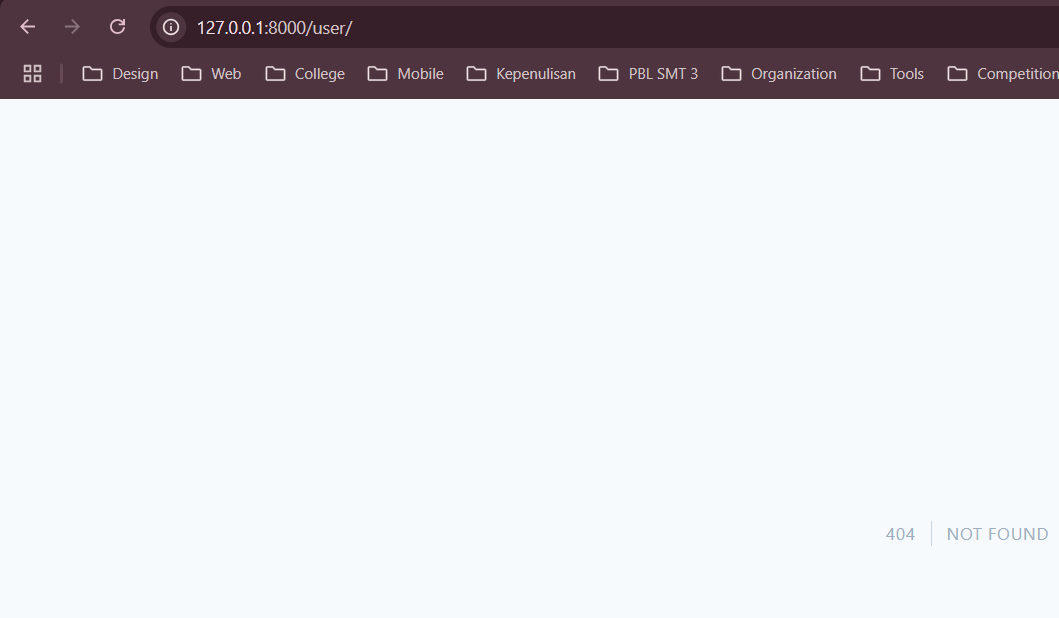 127.0.0.1:8000/user/
Design Web College Mobile Kepenulisan PBL SMT 3 Organization Tools Competition
404 NOT FOUND